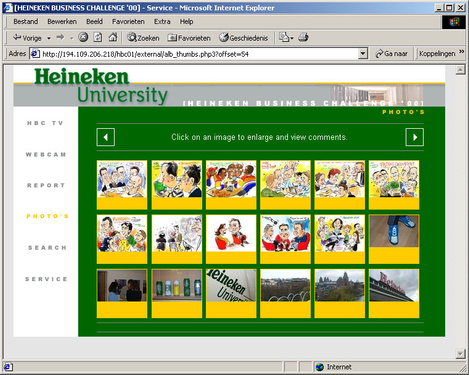 [HEINEKEN BUSINESS CHALLENGE '00] - Service - Microsoft Internet Explorer
Bestand Bewerken Beeld Favorieten Extra Help
Vorige Zoeken Favorieten Geschiedenis
Adres http://194.109.206.218/hbc01/external/alb_thumbs.php3?offset=54 Ga naar Koppelingen »
Heineken
University
[HEINEKEN BUSINESS CHALLENGE '00]
PHOTO'S
HBC TV
WEBCAM
REPORT
PHOTO'S
SEARCH
SERVICE
Click on an image to enlarge and view comments.
Heineken
University
Internet